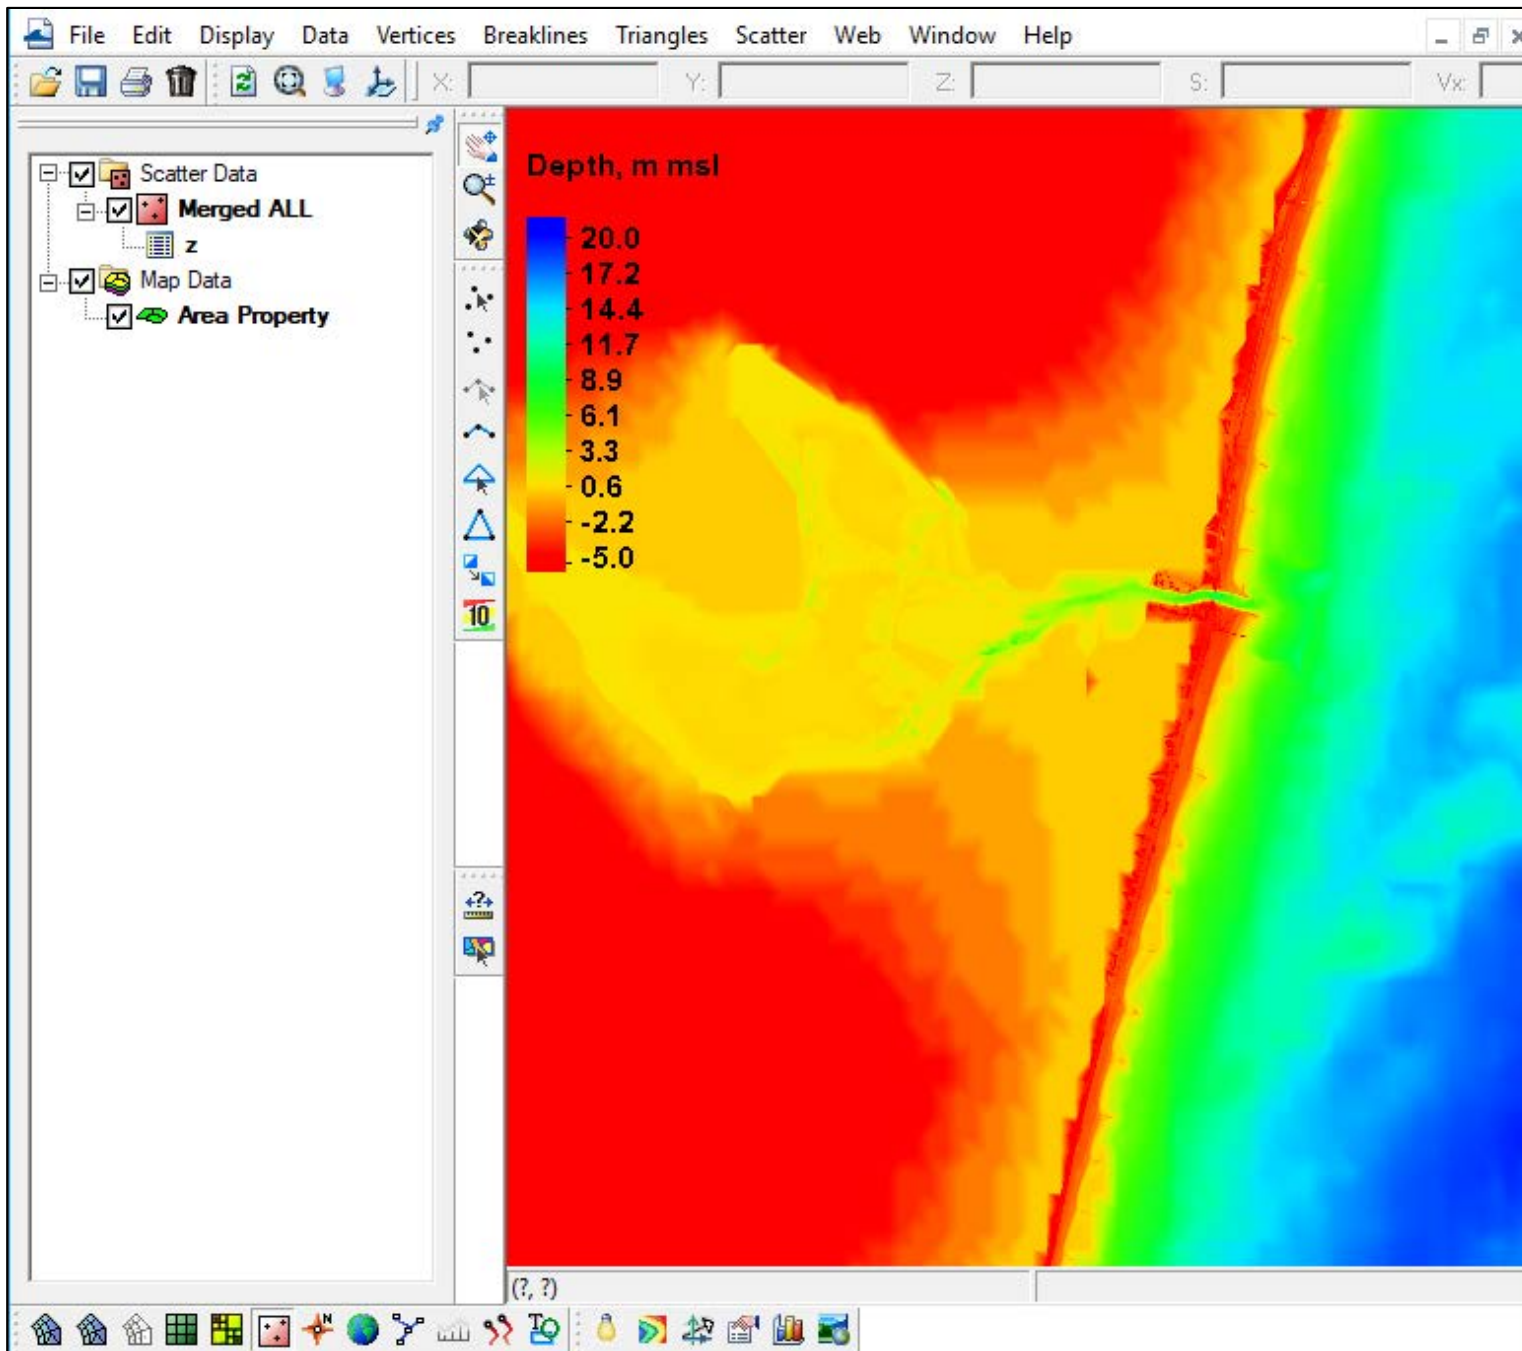 File Edit Display Data Vertices Breaklines Triangles Scatter Web Window Help
X: Y: Z: S: Vx:
Scatter Data
Merged ALL
z
Map Data
Area Property
10
Depth, m msl
20.0
17.2
14.4
11.7
8.9
6.1
3.3
0.6
-2.2
-5.0
(?, ?)
N
T